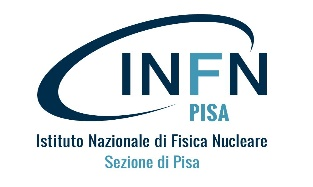 INFN
PISA
Istituto Nazionale di Fisica Nucleare
Sezione di Pisa